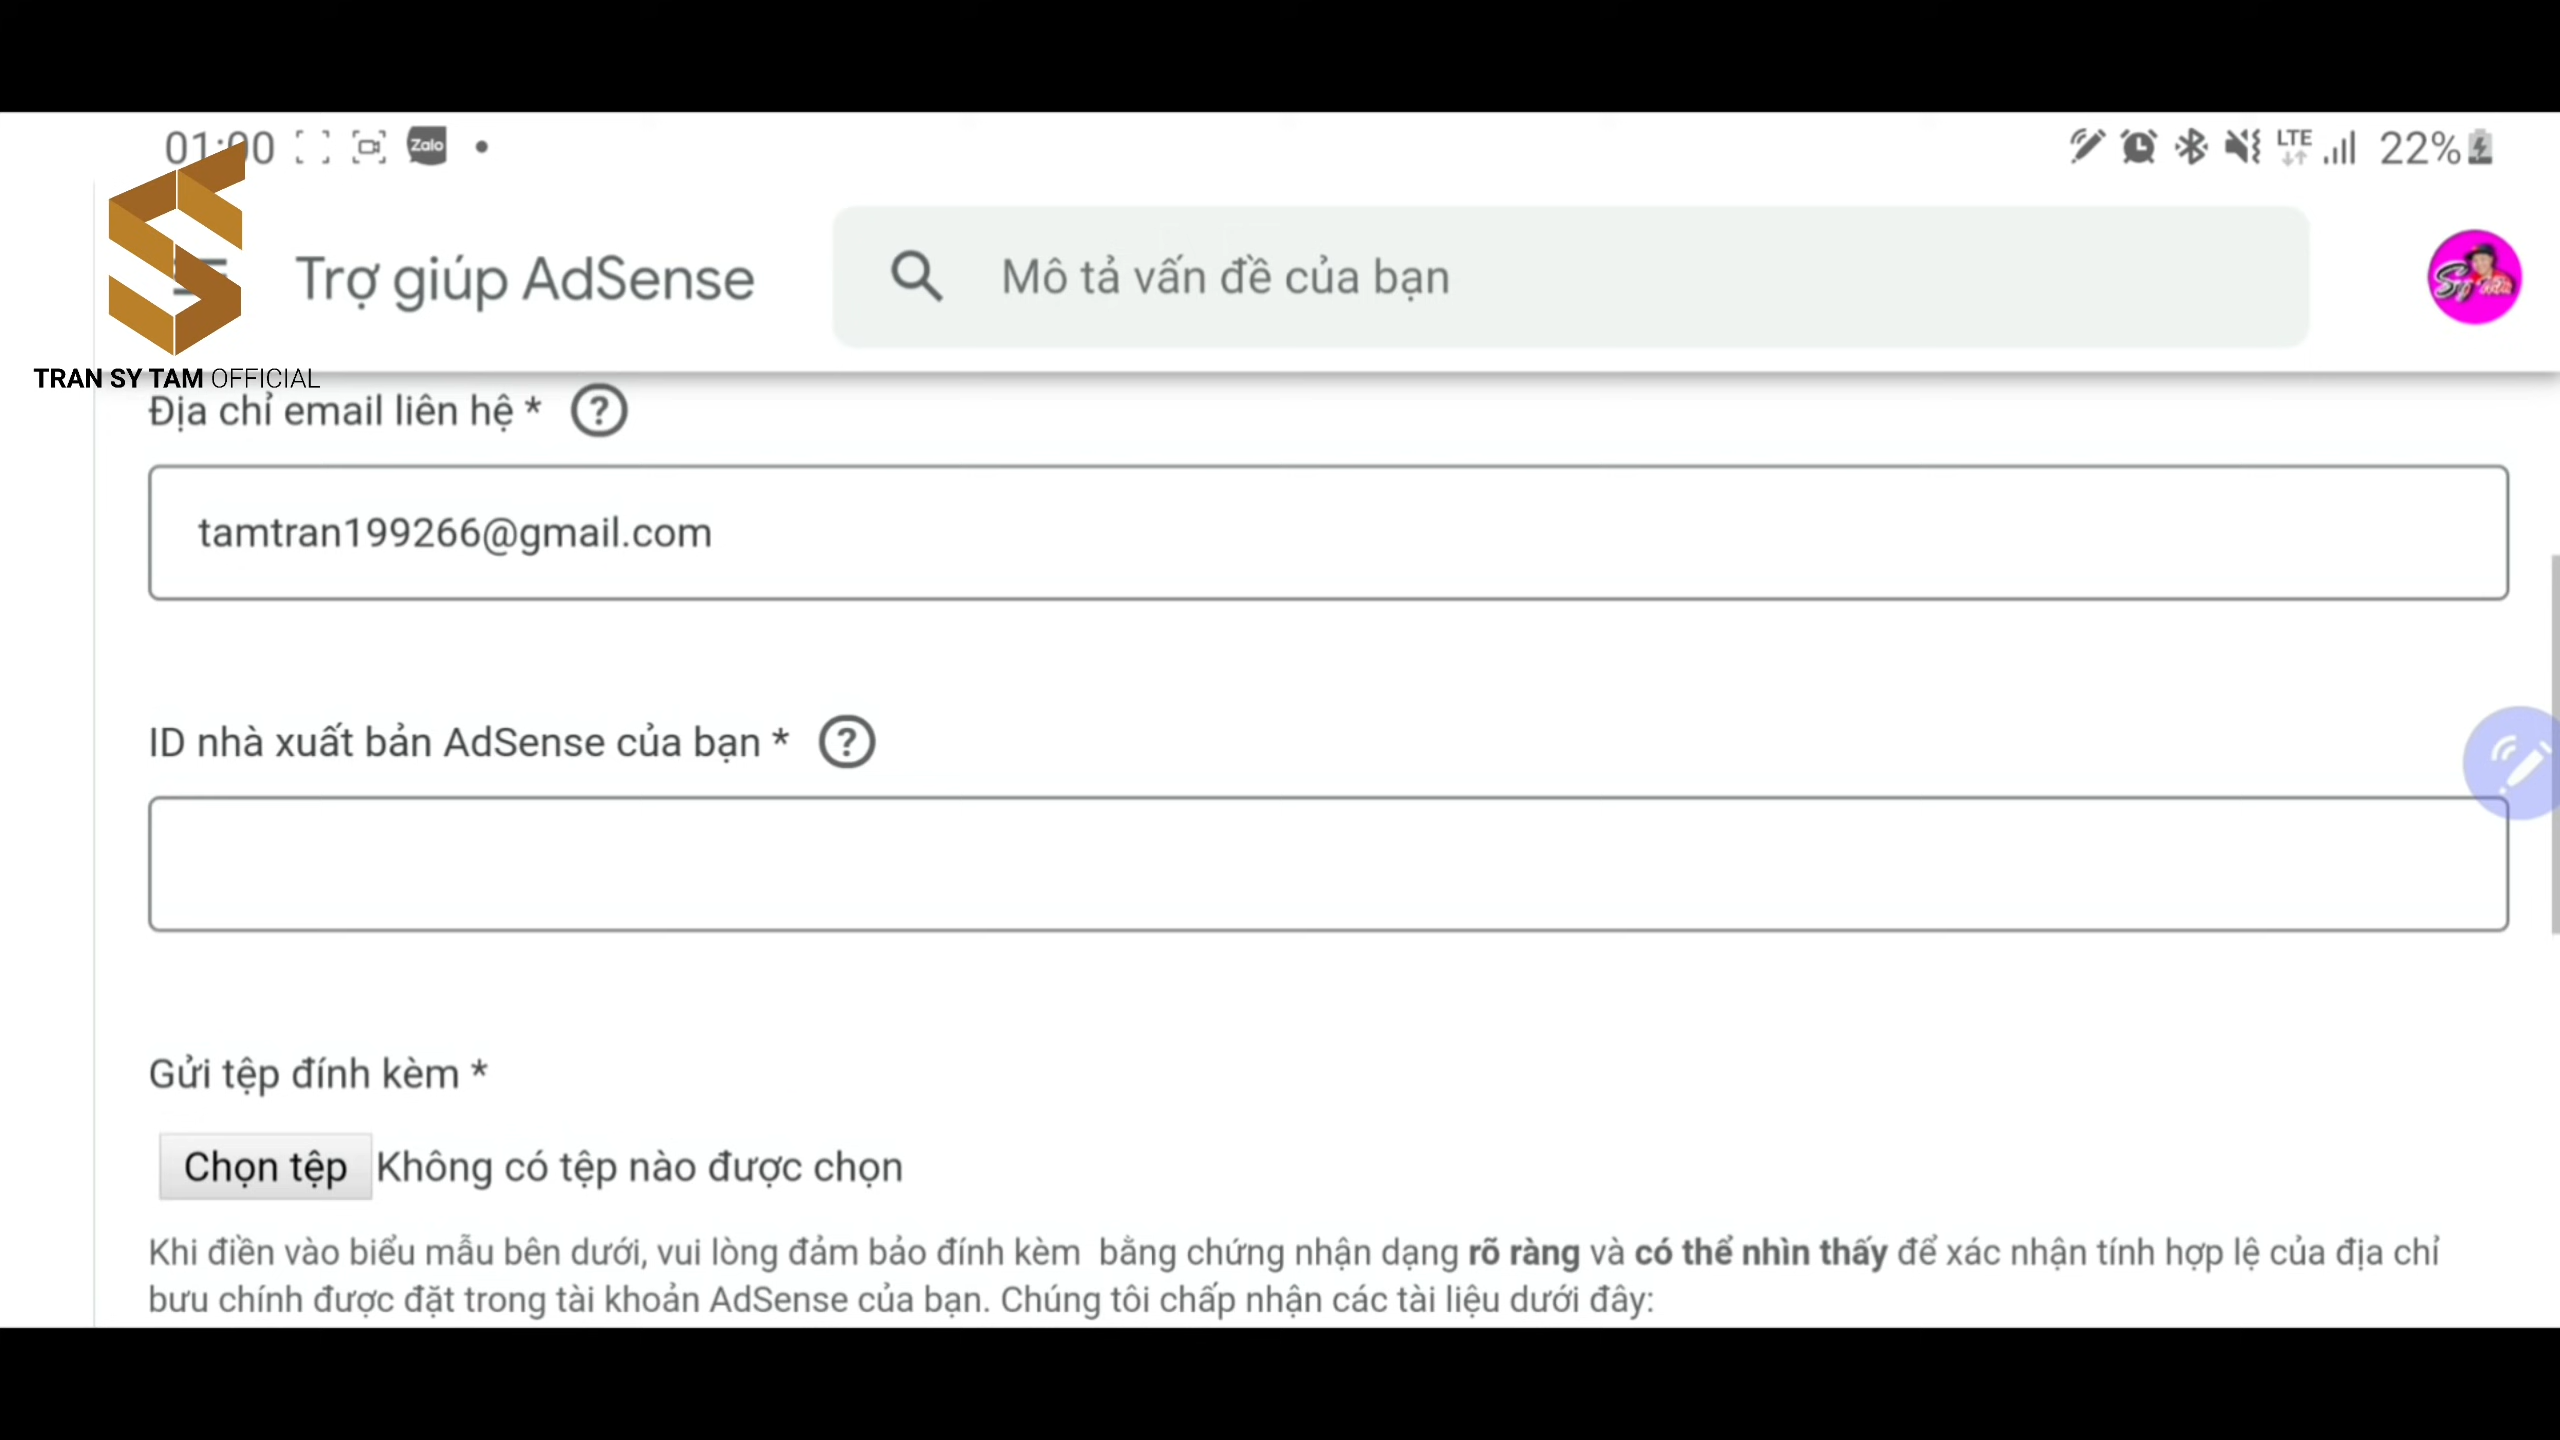 01:00 Zalo LTE 22%
Trợ giúp AdSense
Mô tả vấn đề của bạn
TRAN SY TAM OFFICIAL
Địa chỉ email liên hệ *
tamtran199266@gmail.com
ID nhà xuất bản AdSense của bạn *
Gửi tệp đính kèm *
Chọn tệp Không có tệp nào được chọn
Khi điền vào biểu mẫu bên dưới, vui lòng đảm bảo đính kèm bằng chứng nhận dạng rõ ràng và có thể nhìn thấy để xác nhận tính hợp lệ của địa chỉ
bưu chính được đặt trong tài khoản AdSense của bạn. Chúng tôi chấp nhận các tài liệu dưới đây: